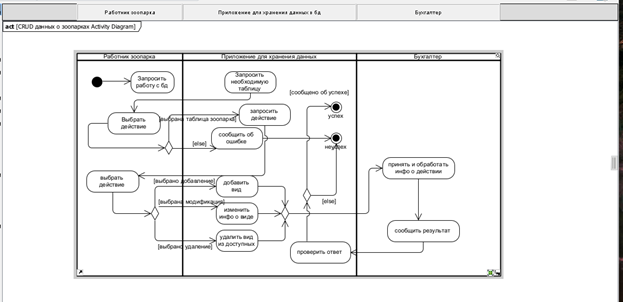 Работник зоопарка
Приложение для хранения данных в бд
Бухгалтер
act [CRUD данных о зоопарках Activity Diagram]
Работник зоопарка
Приложение для хранения данных
Бухгалтер
Запросить
работу с бд
Запросить
необходимую
таблицу
[сообщено об успехе]
успех
Выбрать
действие
[выбрана таблица зоопарка]
запросить
действие
[else]
сообщить об
ошибке
неуспех
выбрать
действие
[выбрано добавление]
добавить
вид
принять и обработать
инфо о действии
[выбрано модификация]
изменить
инфо о виде
[else]
[выбрано удаление]
удалить вид
из доступных
сообщить результат
проверить ответ